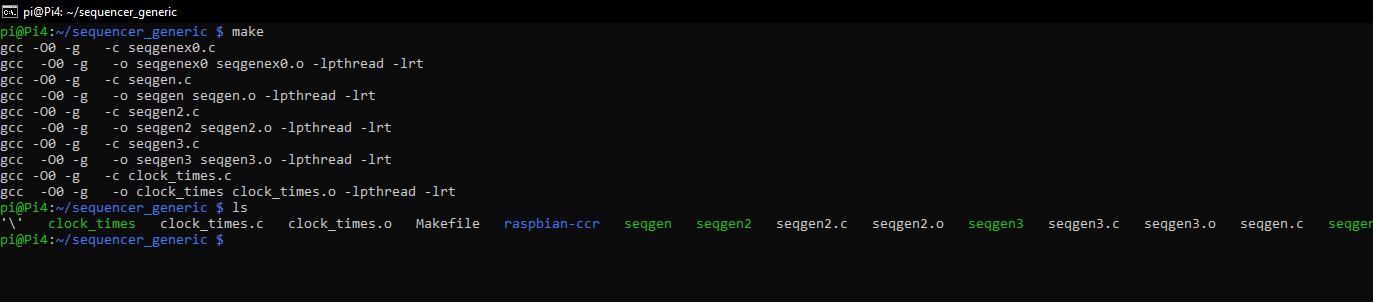 pi@Pi4: ~/sequencer_generic
pi@Pi4:~/sequencer_generic $ make
gcc -O0 -g   -c seqgenex0.c
gcc  -O0 -g   -o seqgenex0 seqgenex0.o -lpthread -lrt
gcc -O0 -g   -c seqgen.c
gcc  -O0 -g   -o seqgen seqgen.o -lpthread -lrt
gcc -O0 -g   -c seqgen2.c
gcc  -O0 -g   -o seqgen2 seqgen2.o -lpthread -lrt
gcc -O0 -g   -c seqgen3.c
gcc  -O0 -g   -o seqgen3 seqgen3.o -lpthread -lrt
gcc -O0 -g   -c clock_times.c
gcc  -O0 -g   -o clock_times clock_times.o -lpthread -lrt
pi@Pi4:~/sequencer_generic $ ls
'\'   clock_times   clock_times.c   clock_times.o   Makefile   raspbian-ccr   seqgen   seqgen2   seqgen2.c   seqgen2.o   seqgen3   seqgen3.c   seqgen3.o   seqgen.c
pi@Pi4:~/sequencer_generic $